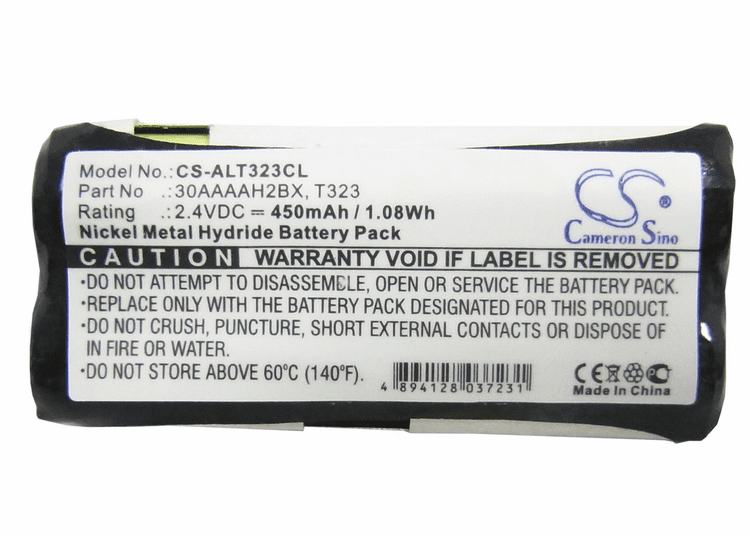 Model No.: CS-ALT323CL
Part No .: 30AAAAH2BX, T323
Rating .: 2.4VDC ⎓ 450mAh / 1.08Wh
Nickel Metal Hydride Battery Pack
CS
Cameron Sino
CAUTION WARRANTY VOID IF LABEL IS REMOVED
•DO NOT ATTEMPT TO DISASSEMBLE, OPEN OR SERVICE THE BATTERY PACK.
•REPLACE ONLY WITH THE BATTERY PACK DESIGNATED FOR THIS PRODUCT.
•DO NOT CRUSH, PUNCTURE, SHORT EXTERNAL CONTACTS OR DISPOSE OF
IN FIRE OR WATER.
•DO NOT STORE ABOVE 60°C (140°F).
4 894128 037231
CE
Made In China